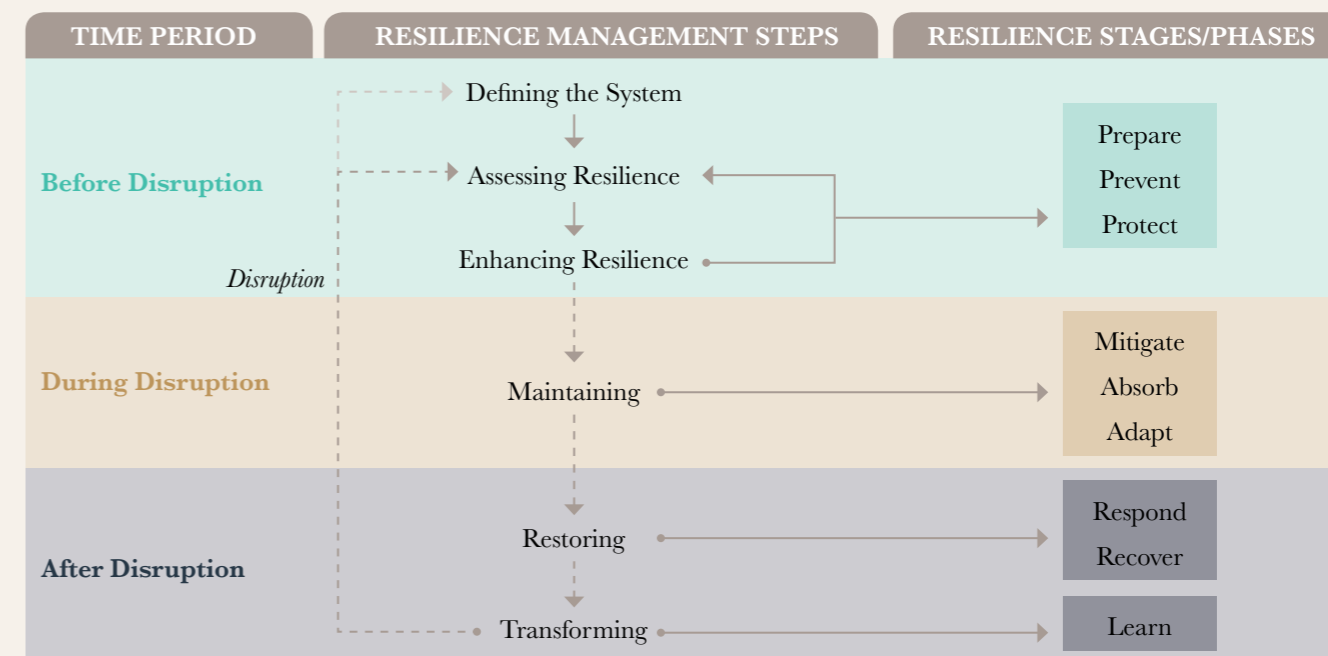 TIME PERIOD
RESILIENCE MANAGEMENT STEPS
RESILIENCE STAGES/PHASES
Before Disruption
Defining the System
Assessing Resilience
Enhancing Resilience
Prepare
Prevent
Protect
Disruption
During Disruption
Maintaining
Mitigate
Absorb
Adapt
After Disruption
Restoring
Respond
Recover
Transforming
Learn